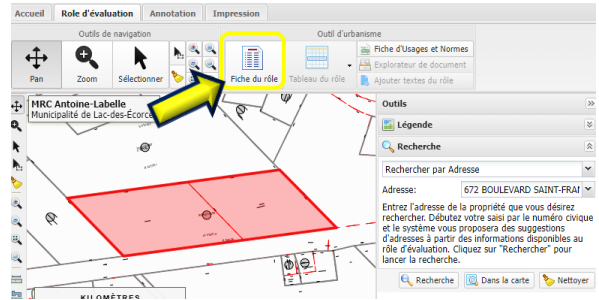 Accueil Rôle d'évaluation Annotation Impression
Outils de navigation Outil d'urbanisme
Pan Zoom Sélectionner Fiche du rôle Tableau du rôle
Fiche d'Usages et Normes
Explorateur de document
Ajouter textes du rôle
MRC Antoine-Labelle
Municipalité de Lac-des-Écorce
KILOMÈTRES
Outils
Légende
Recherche
Rechercher par Adresse
Adresse: 672 BOULEVARD SAINT-FRAI
Entrez l'adresse de la propriété que vous désirez
rechercher. Débutez votre saisi par le numéro civique
et le système vous proposera des suggestions
d'adresses à partir des informations disponibles au
rôle d'évaluation. Cliquez sur "Rechercher" pour
lancer la recherche.
Recherche Dans la carte Nettoyer